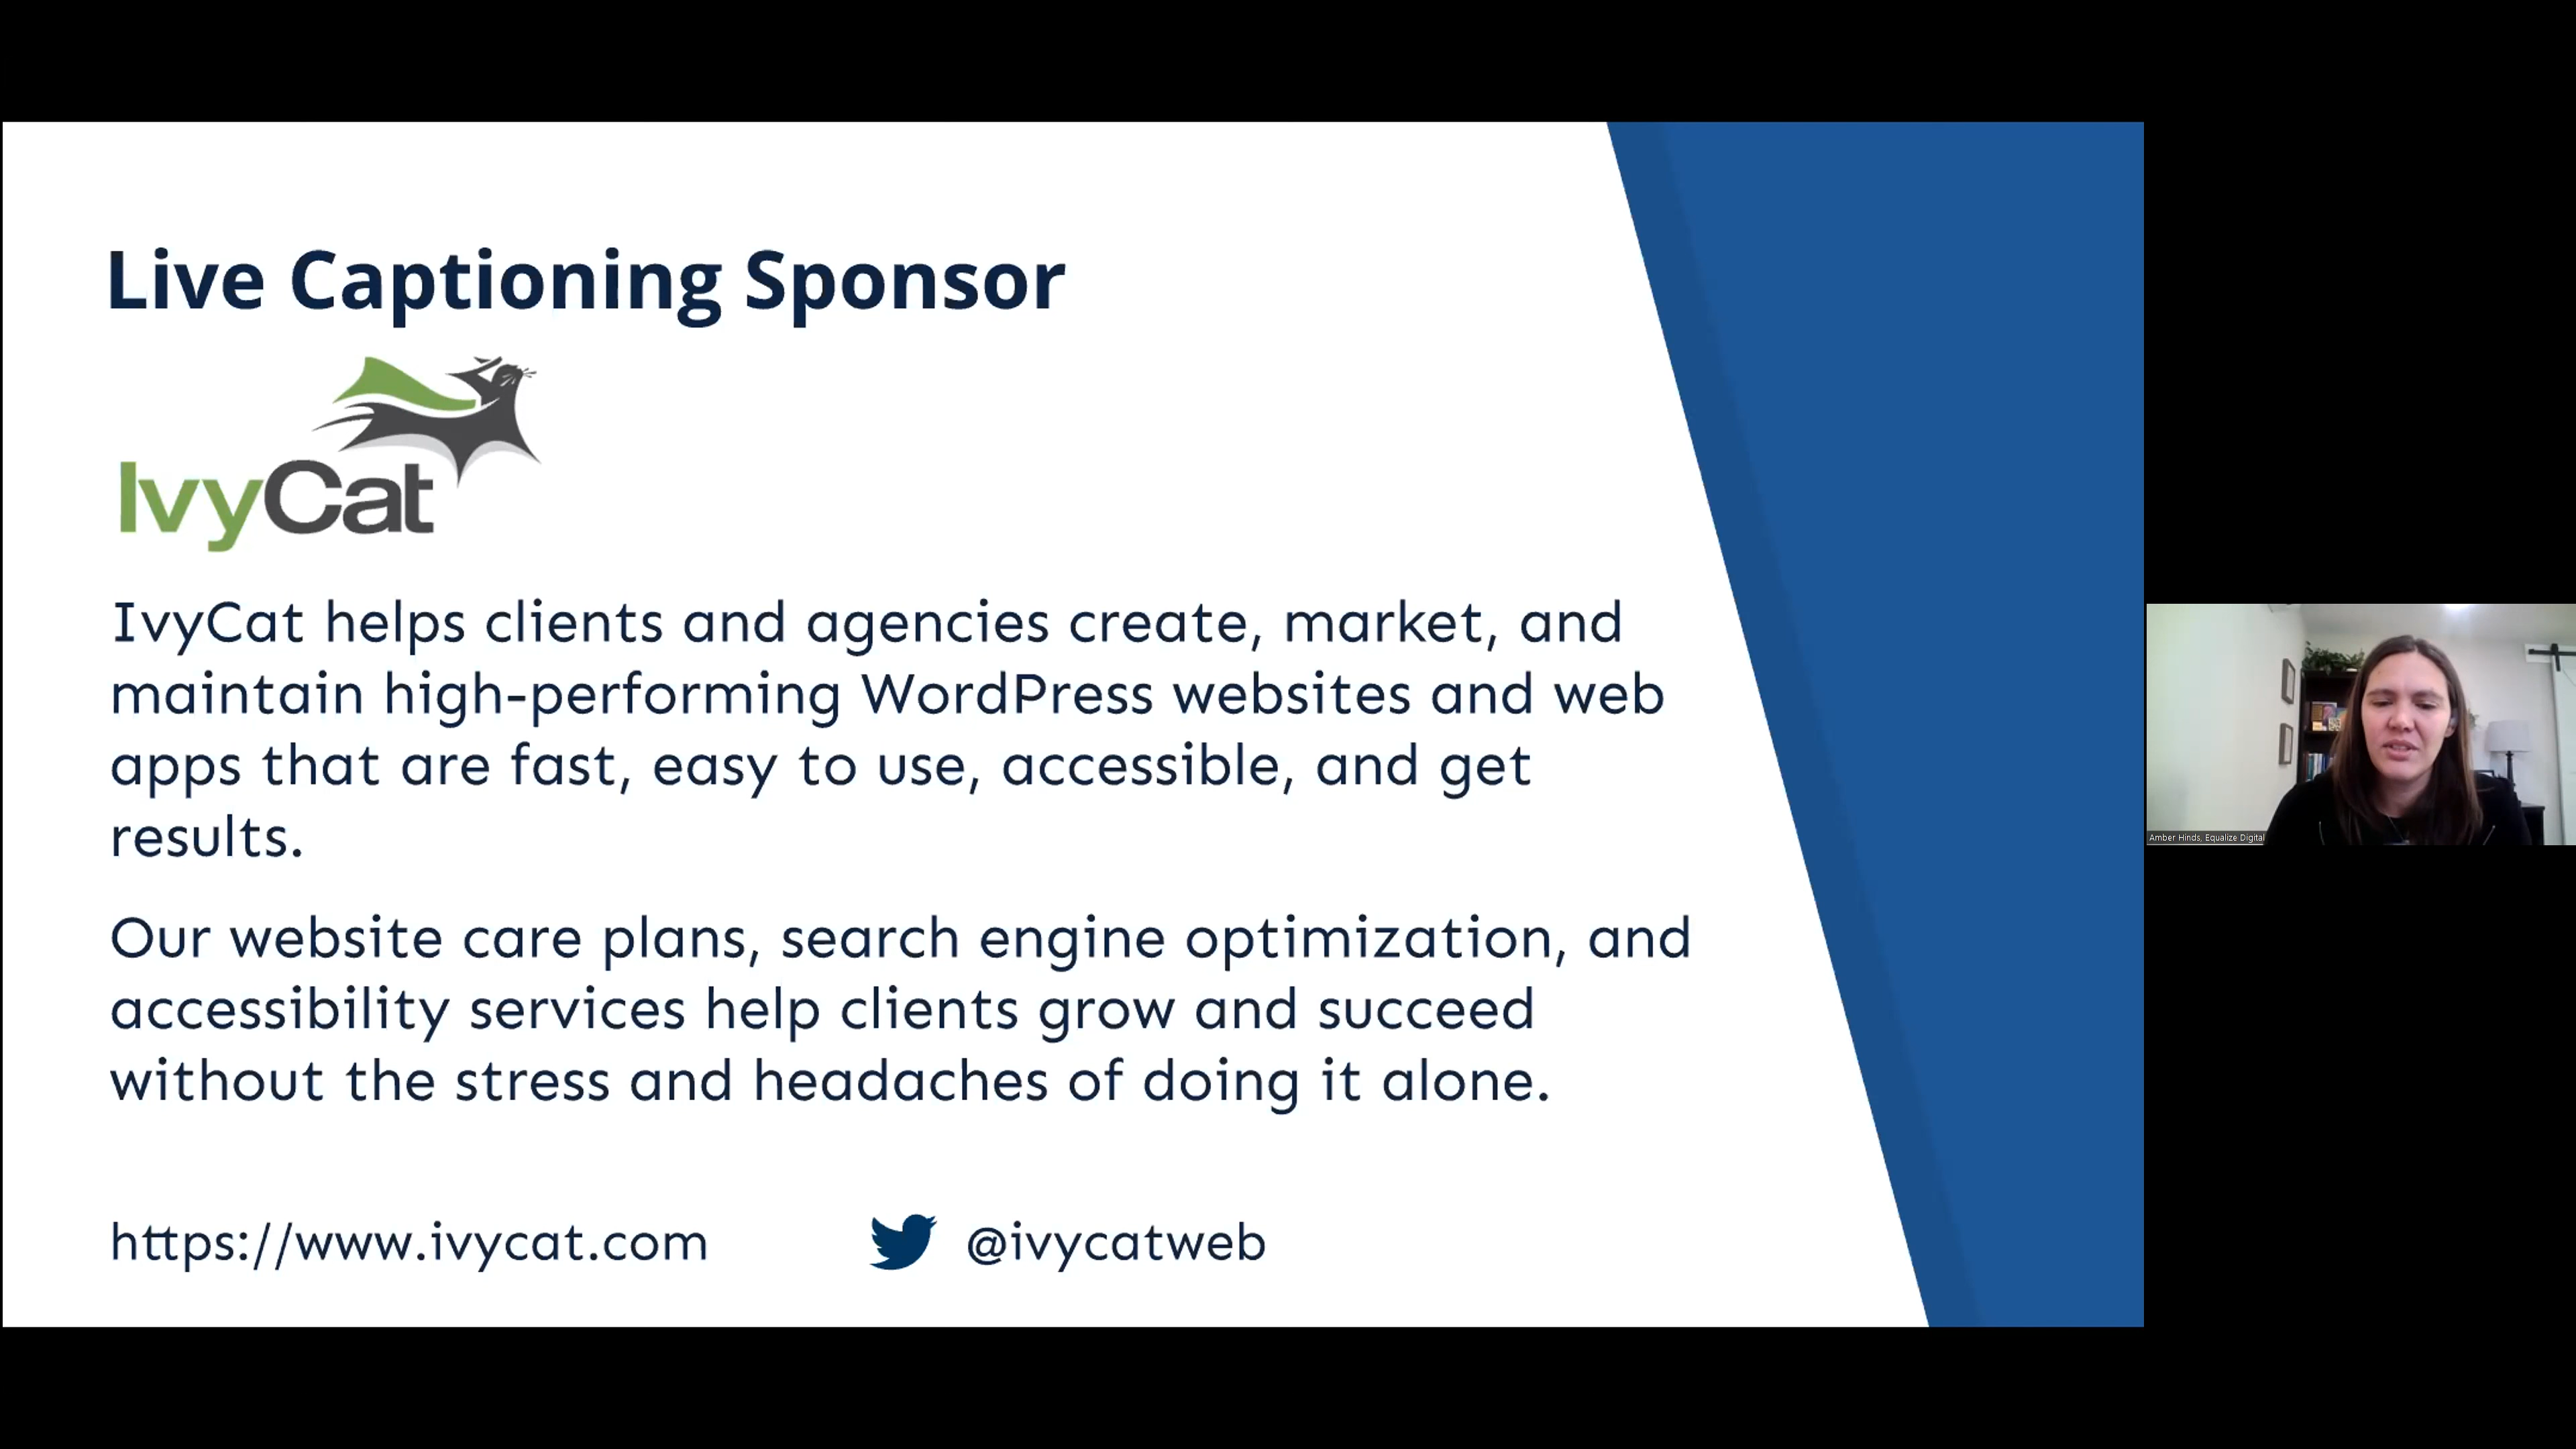 Live Captioning Sponsor
IvyCat
IvyCat helps clients and agencies create, market, and
maintain high-performing WordPress websites and web
apps that are fast, easy to use, accessible, and get
results.
Our website care plans, search engine optimization, and
accessibility services help clients grow and succeed
without the stress and headaches of doing it alone.
https://www.ivycat.com
@ivycatweb
Amber Hinds, Equalize Digital